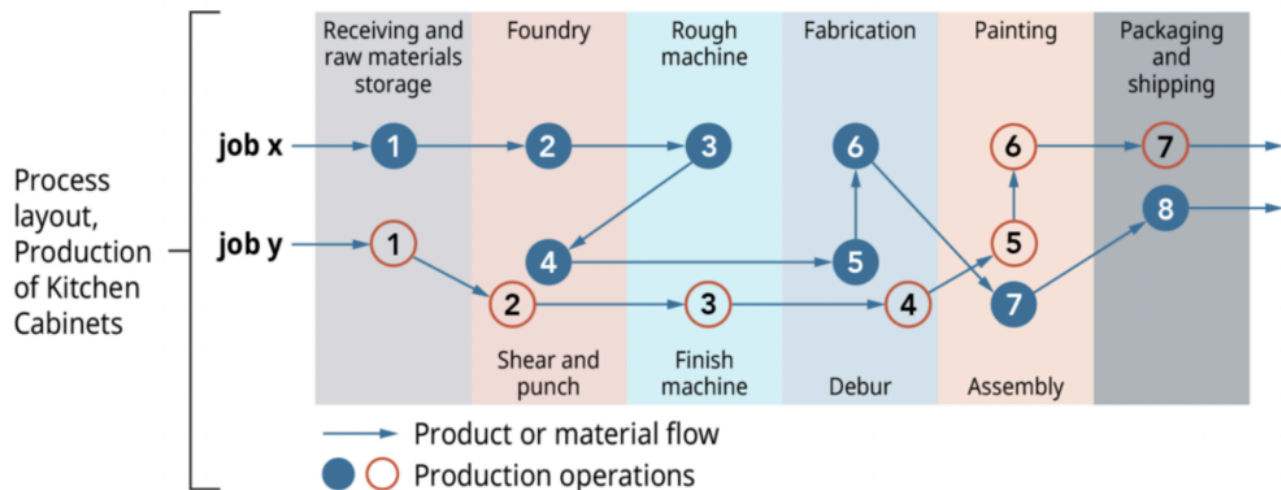 Receiving and
raw materials
storage
Foundry
Rough
machine
Fabrication
Painting
Packaging
and
shipping
job x
1
2
3
6
6
7
Process
layout,
Production
of Kitchen
Cabinets
job y
1
4
5
5
8
2
3
4
7
Shear and
punch
Finish
machine
Debur
Assembly
Product or material flow
Production operations